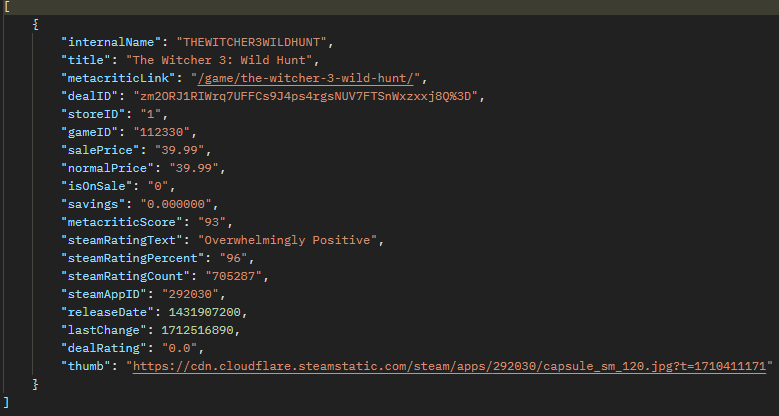 [
{
"internalName": "THEWITCHER3WILDHUNT",
"title": "The Witcher 3: Wild Hunt",
"metacriticLink": "/game/the-witcher-3-wild-hunt/",
"dealID": "zm2ORJ1RIWrq7UFFCs9J4ps4rgsNUV7FTSnWxzxxj8Q%3D",
"storeID": "1",
"gameID": "112330",
"salePrice": "39.99",
"normalPrice": "39.99",
"isOnSale": "0",
"savings": "0.000000",
"metacriticScore": "93",
"steamRatingText": "Overwhelmingly Positive",
"steamRatingPercent": "96",
"steamRatingCount": "705287",
"steamAppID": "292030",
"releaseDate": 1431907200,
"lastChange": 1712516890,
"dealRating": "0.0",
"thumb": "https://cdn.cloudflare.steamstatic.com/steam/apps/292030/capsule_sm_120.jpg?t=1710411171"
}
]